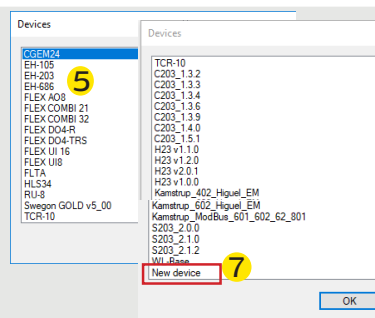 Devices
CGEM24
EH-105
EH-203
EH-686
5
FLEX AO8
FLEX COMBI 21
FLEX COMBI 32
FLEX DO4-R
FLEX DO4-TRS
FLEX UI 16
FLEX UI8
FLTA
HLS34
RU-8
Swegon GOLD v5_00
TCR-10
Devices
TCR-10
C203_1.3.2
C203_1.3.3
C203_1.3.4
C203_1.3.6
C203_1.3.9
C203_1.4.0
C203_1.5.1
H23 v1.1.0
H23 v1.2.0
H23 v2.0.1
H23 v1.0.0
Kamstrup_402_Higuel_EM
Kamstrup_602_Higuel_EM
Kamstrup_ModBus_601_602_62_801
S203_2.0.0
S203_2.1.0
S203_2.1.2
WL-Base
New device
7
OK